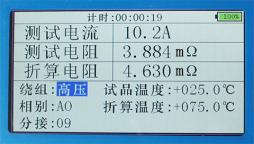 计时:00:00:19 100%
测试电流 10.2A
测试电阻 3.884mΩ
折算电阻 4.630mΩ
绕组:高压 试品温度:+025.0℃
相别:AO 折算温度:+075.0℃
分接:09